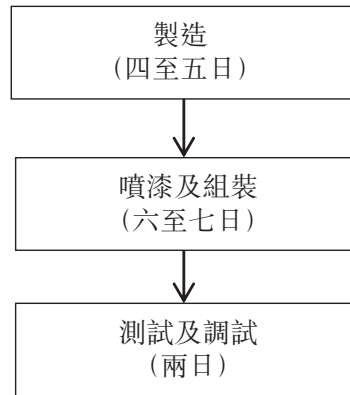 製造
(四至五日)
噴漆及組裝
(六至七日)
測試及調試
(兩日)